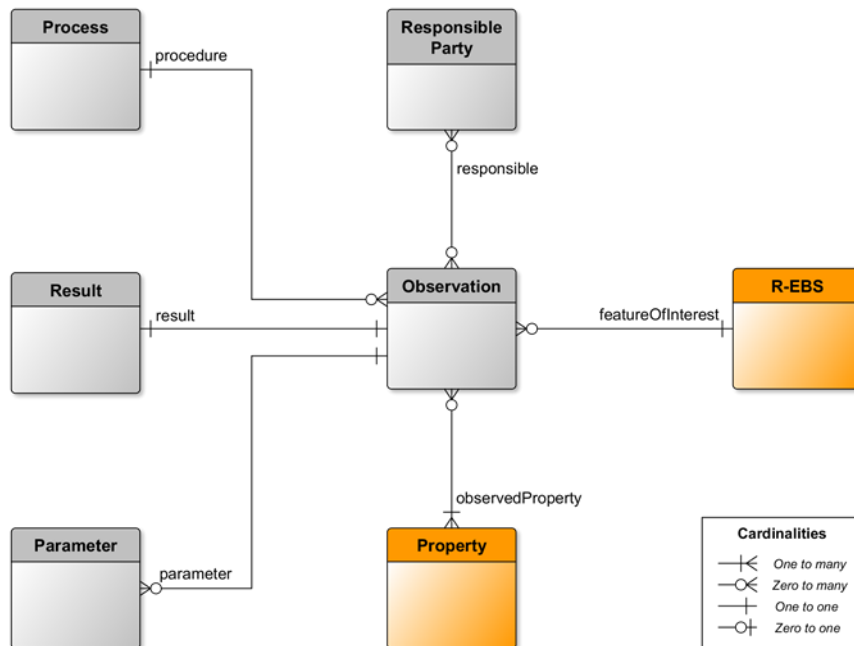 Process
Responsible
Party
procedure
responsible
Result
Observation
R-EBS
result
featureOfInterest
observedProperty
Parameter
Property
parameter
Cardinalities
One to many
Zero to many
One to one
Zero to one